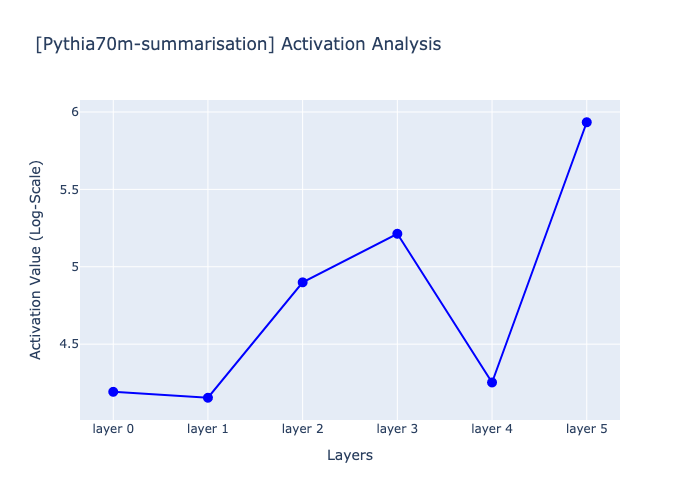 [Pythia70m-summarisation] Activation Analysis
Activation Value (Log-Scale)
6
5.5
5
4.5
layer 0
layer 1
layer 2
layer 3
layer 4
layer 5
Layers